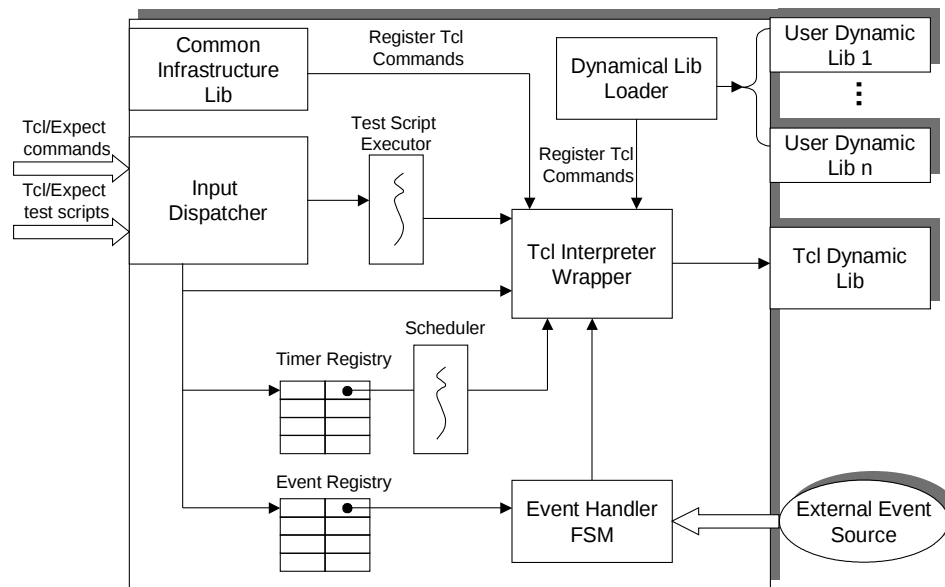 Common
Infrastructure
Lib
Register Tcl
Commands
Dynamical Lib
Loader
User Dynamic
Lib 1
User Dynamic
Lib n
Tcl/Expect
commands
Tcl/Expect
test scripts
Input
Dispatcher
Test Script
Executor
Register Tcl
Commands
Tcl Interpreter
Wrapper
Tcl Dynamic
Lib
Scheduler
Timer Registry
Event Registry
Event Handler
FSM
External Event
Source